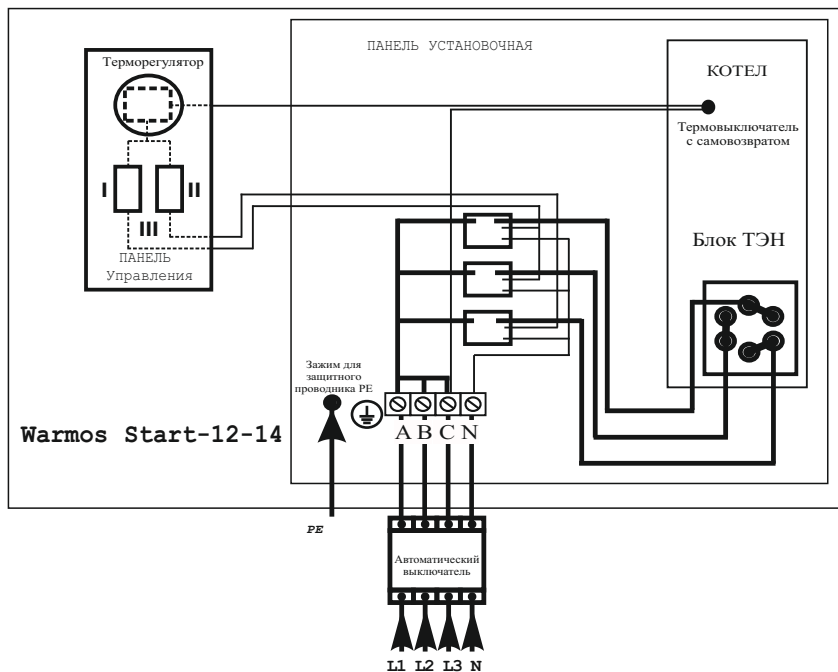 ПАНЕЛЬ УСТАНОВОЧНАЯ
Терморегулятор
КОТЕЛ
Термовыключатель
с самовозвратом
I
II
III
ПАНЕЛЬ
Управления
Блок ТЭН
Зажим для
защитного
проводника PE
Warmos Start-12-14
A B C N
PE
Автоматический
выключатель
L1 L2 L3 N